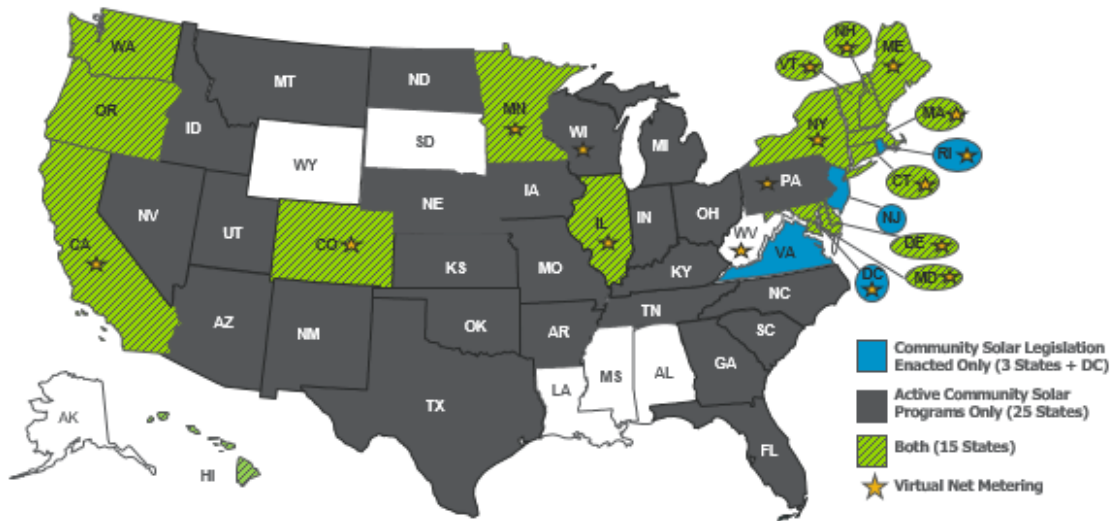 WA
MT
ND
MN
NH
ME
VT
OR
ID
SD
WI
MI
NY
MA
RI
WY
IA
PA
CT
NE
NV
UT
IL
IN
OH
NJ
CA
CO
WV
DE
KS
MO
KY
VA
DC
MD
AZ
NM
OK
AR
TN
NC
SC
MS
AL
GA
LA
TX
AK
FL
HI
Community Solar Legislation
Enacted Only (3 States + DC)
Active Community Solar
Programs Only (25 States)
Both (15 States)
Virtual Net Metering